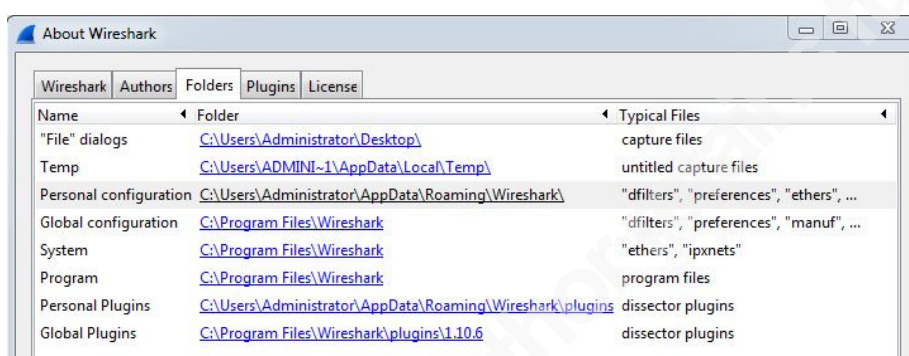 About Wireshark
Wireshark Authors Folders Plugins License
Name Folder Typical Files
"File" dialogs C:\Users\Administrator\Desktop\ capture files
Temp C:\Users\ADMINI~1\AppData\Local\Temp\ untitled capture files
Personal configuration C:\Users\Administrator\AppData\Roaming\Wireshark\ "dfilters", "preferences", "ethers", ...
Global configuration C:\Program Files\Wireshark "dfilters", "preferences", "manuf", ...
System C:\Program Files\Wireshark "ethers", "ipxnets"
Program C:\Program Files\Wireshark program files
Personal Plugins C:\Users\Administrator\AppData\Roaming\Wireshark\plugins dissector plugins
Global Plugins C:\Program Files\Wireshark\plugins\1.10.6 dissector plugins